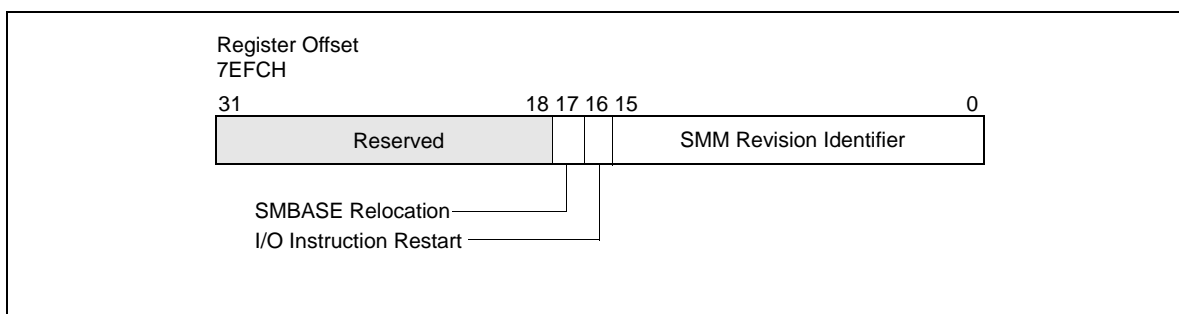 Register Offset
7EFCH
31 18 17 16 15 0
Reserved SMM Revision Identifier
SMBASE Relocation
I/O Instruction Restart